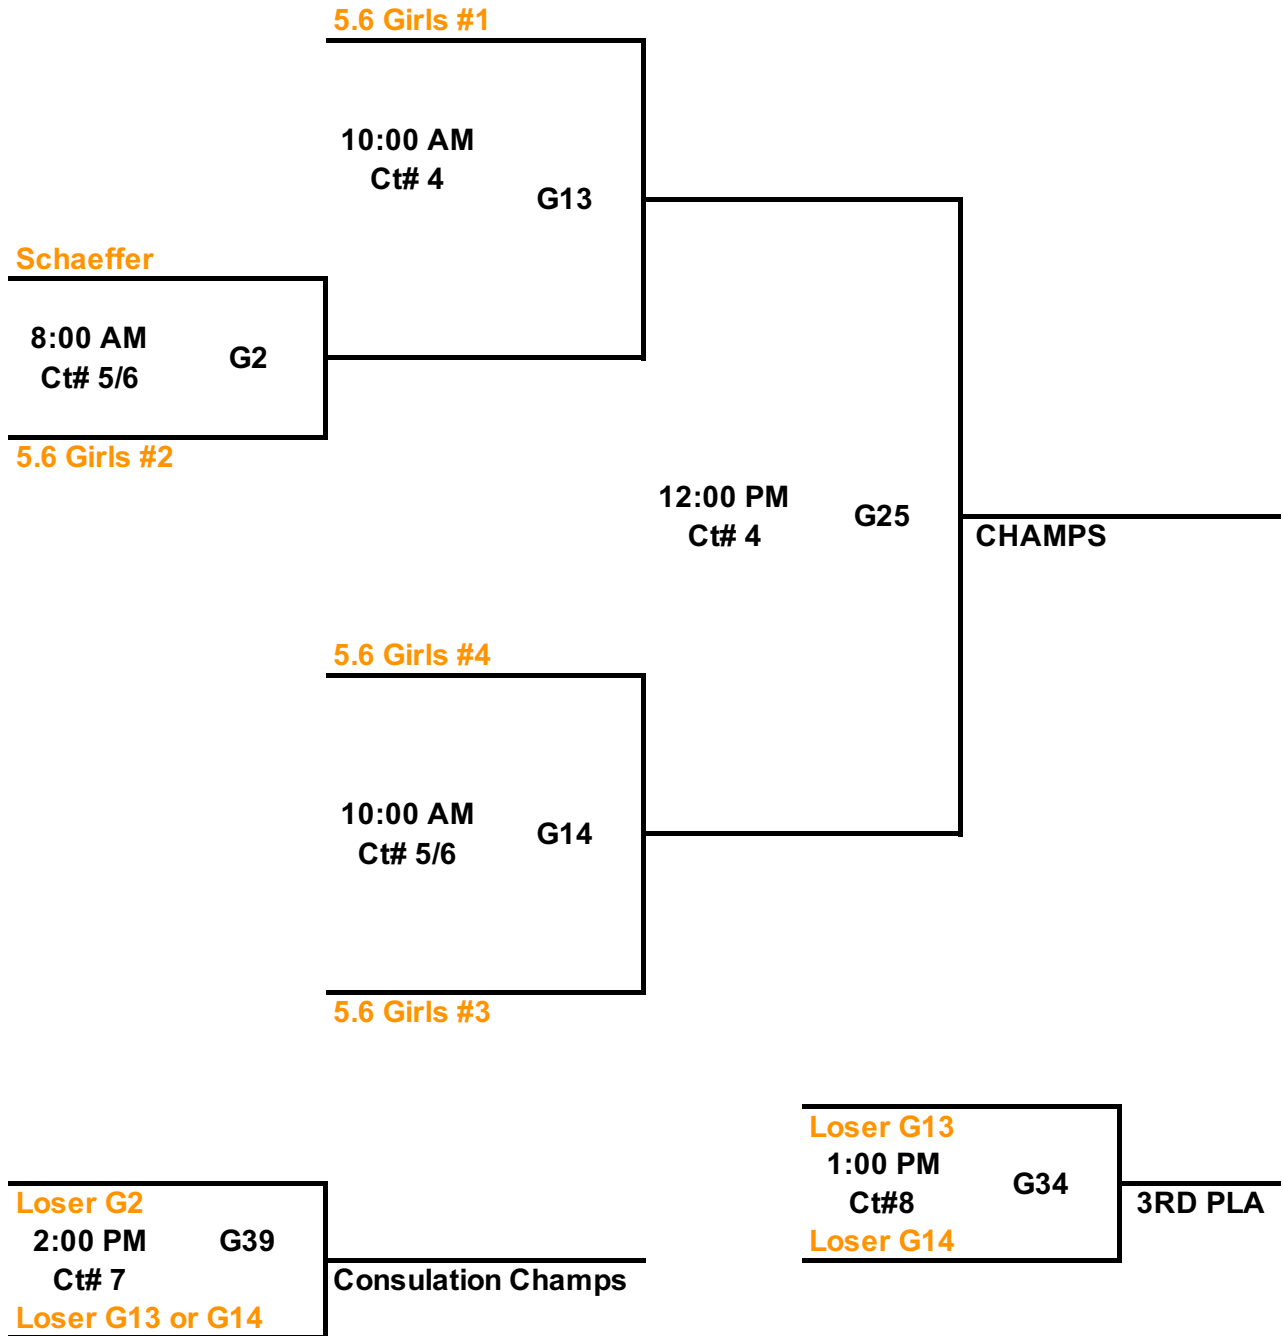 5.6 Girls #1
10:00 AM
Ct# 4
G13
Schaeffer
8:00 AM
Ct# 5/6
G2
5.6 Girls #2
12:00 PM
Ct# 4
G25
CHAMPS
5.6 Girls #4
10:00 AM
Ct# 5/6
G14
5.6 Girls #3
Loser G13
1:00 PM
Ct#8
G34
Loser G14
3RD PLA
Loser G2
2:00 PM
G39
Ct# 7
Loser G13 or G14
Consulation Champs